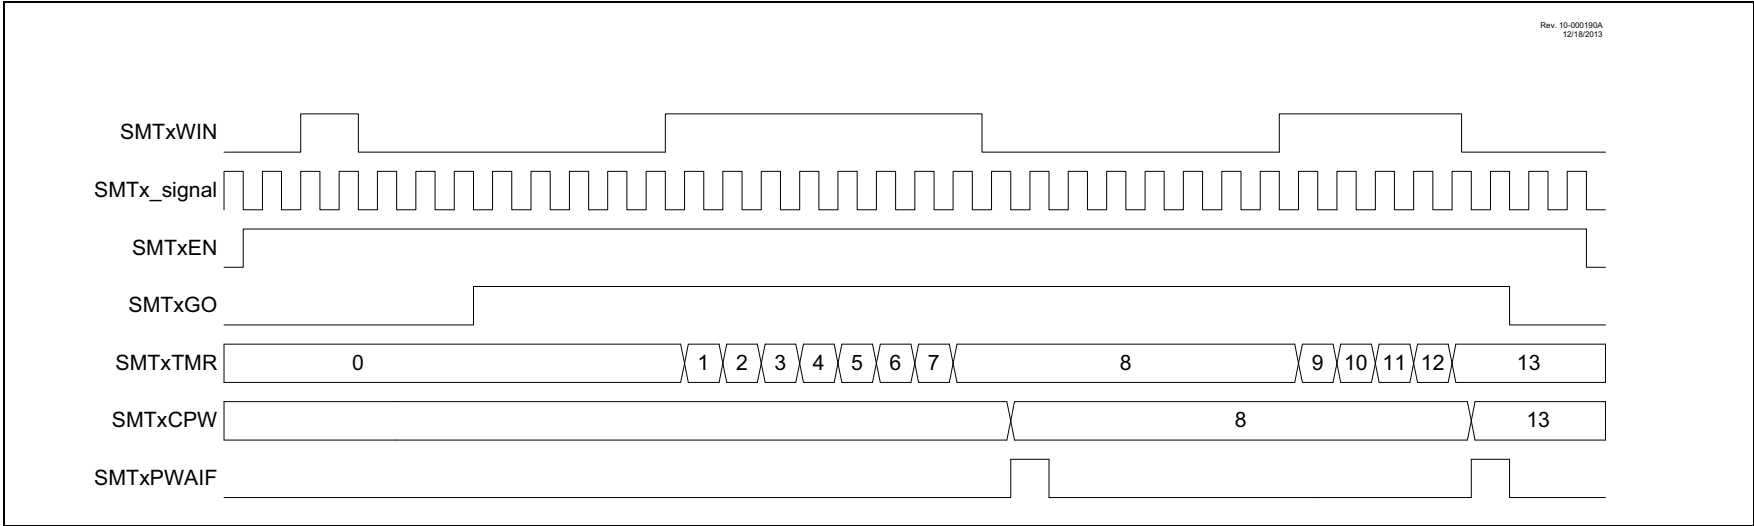 Rev. 10-000190A
12/18/2013
SMTxWIN
SMTx_signal
SMTxEN
SMTxGO
SMTxTMR 0 1 2 3 4 5 6 7 8 9 10 11 12 13
SMTxCPW 8 13
SMTxPWAIF